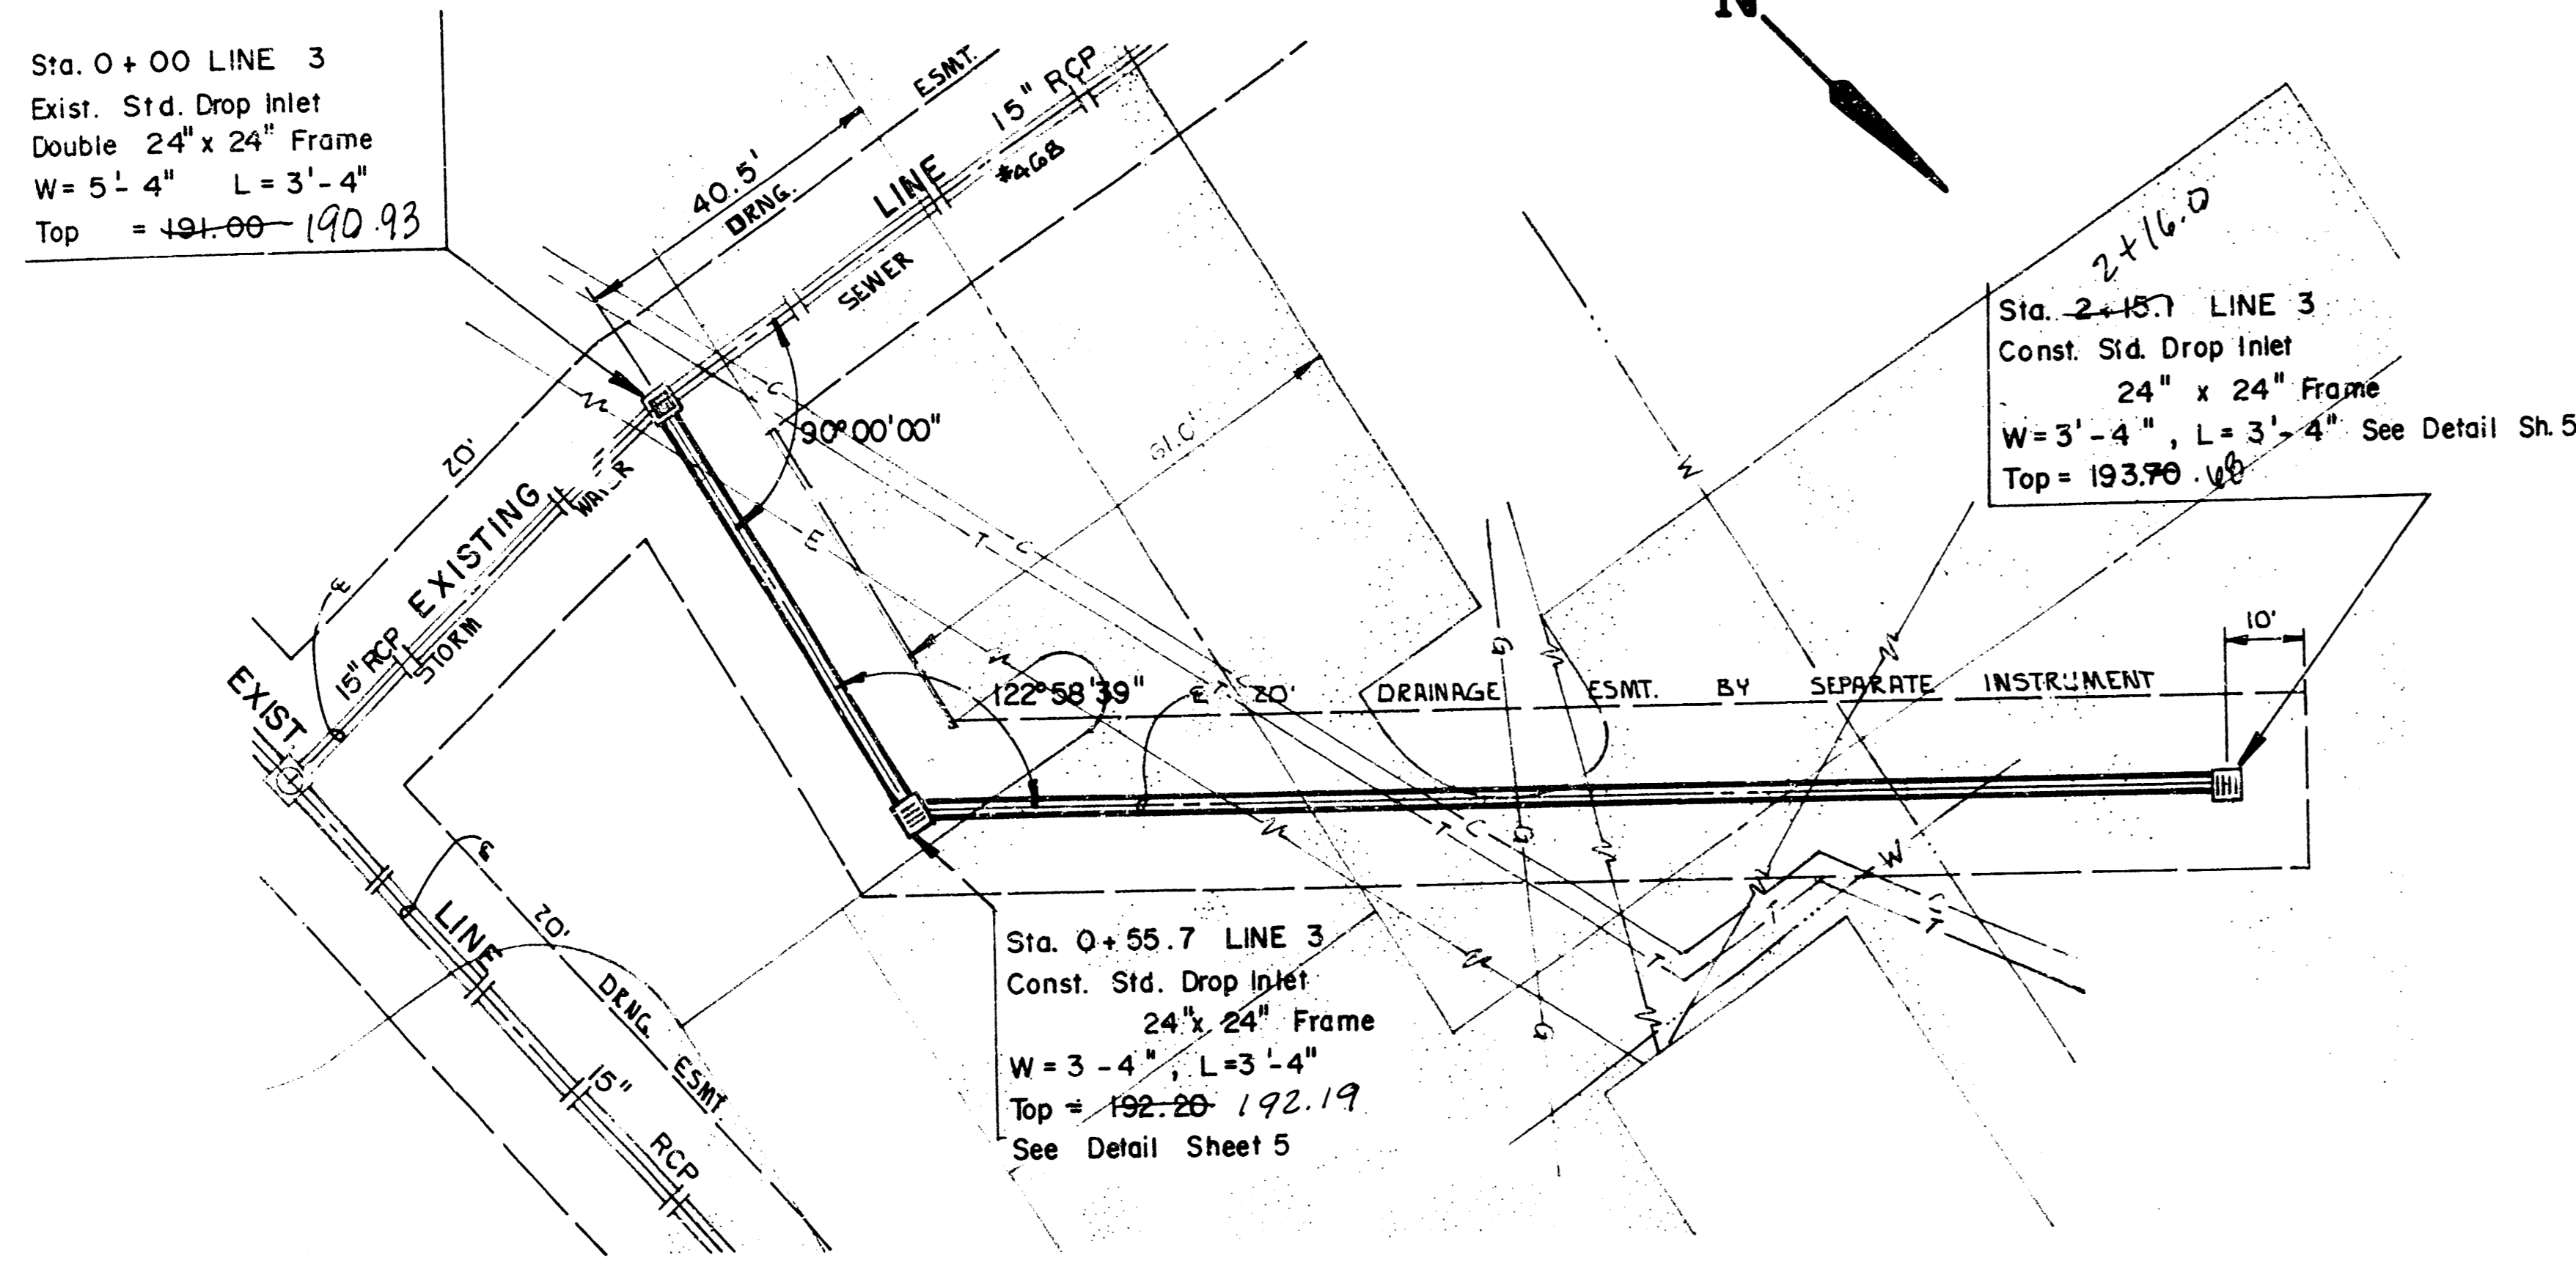 N
Sta. 0 + 00 LINE 3
Exist. Std. Drop Inlet
Double 24" x 24" Frame
W = 5'- 4" L = 3'-4"
Top = 191.00 190.93
40.5'
DRNG. ESMT.
15" RCP
LINE
#468
SEWER
20'
90°00'00"
61.0'
2+16.0
Sta. 2+15.7 LINE 3
Const. Std. Drop Inlet
24" x 24" Frame
W = 3'-4", L = 3'-4" See Detail Sh. 5
Top = 193.70 .68
WATER
EXISTING
15" RCP
STORM
EXIST.
LINE
20'
DRNG. ESMT.
15" RCP
122°58'39"
20' DRAINAGE ESMT. BY SEPARATE INSTRUMENT
10'
C
E
T
C
W
G
T
C
G
T
C
W
T
T
G
T
Sta. 0+55.7 LINE 3
Const. Std. Drop Inlet
24" x 24" Frame
W = 3 - 4", L = 3'-4"
Top = 192.20 192.19
See Detail Sheet 5